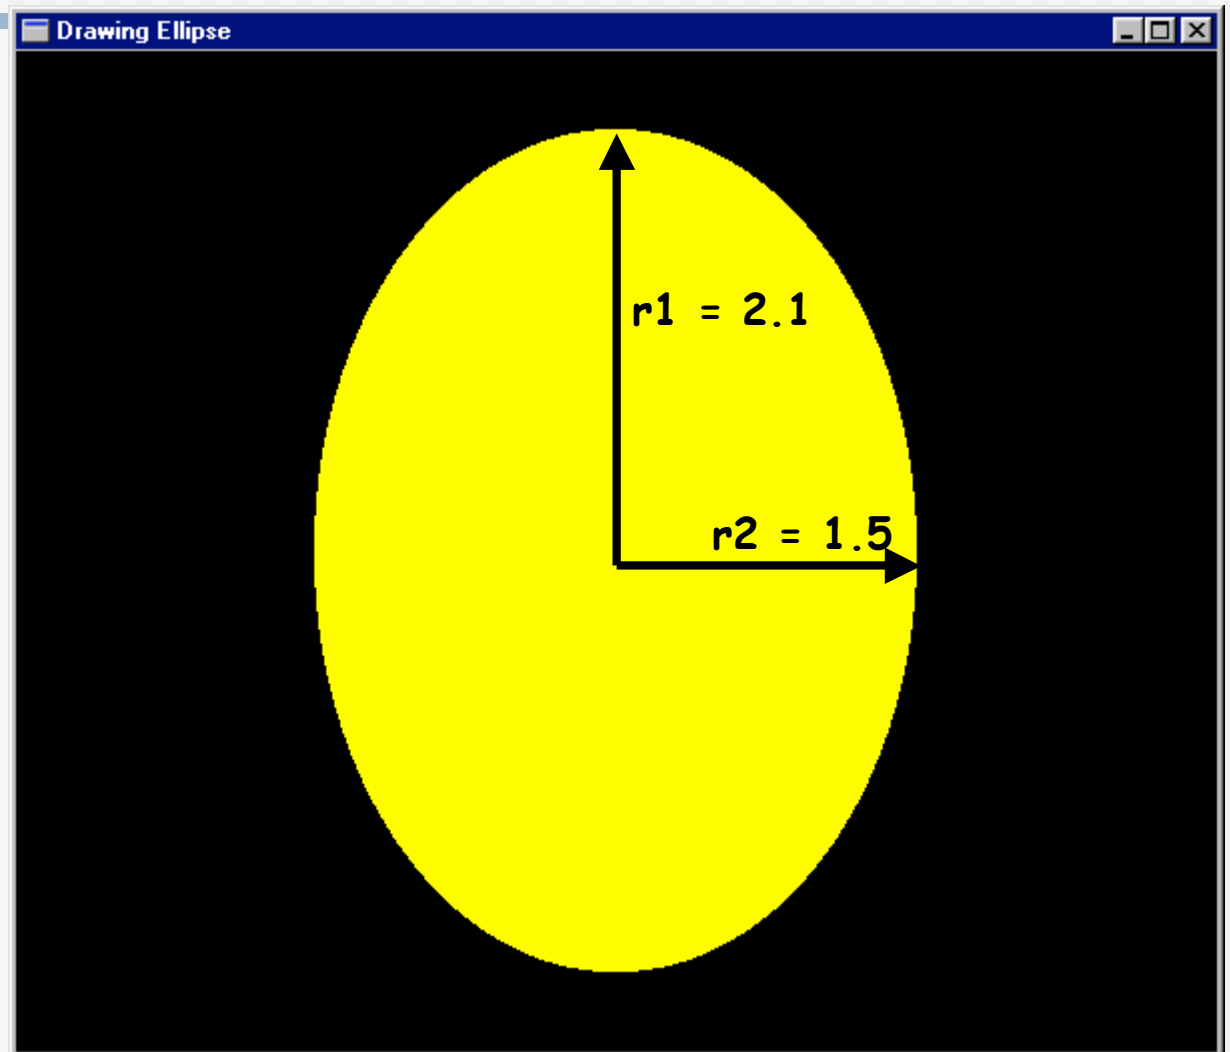 Drawing Ellipse
r1 = 2.1
r2 = 1.5